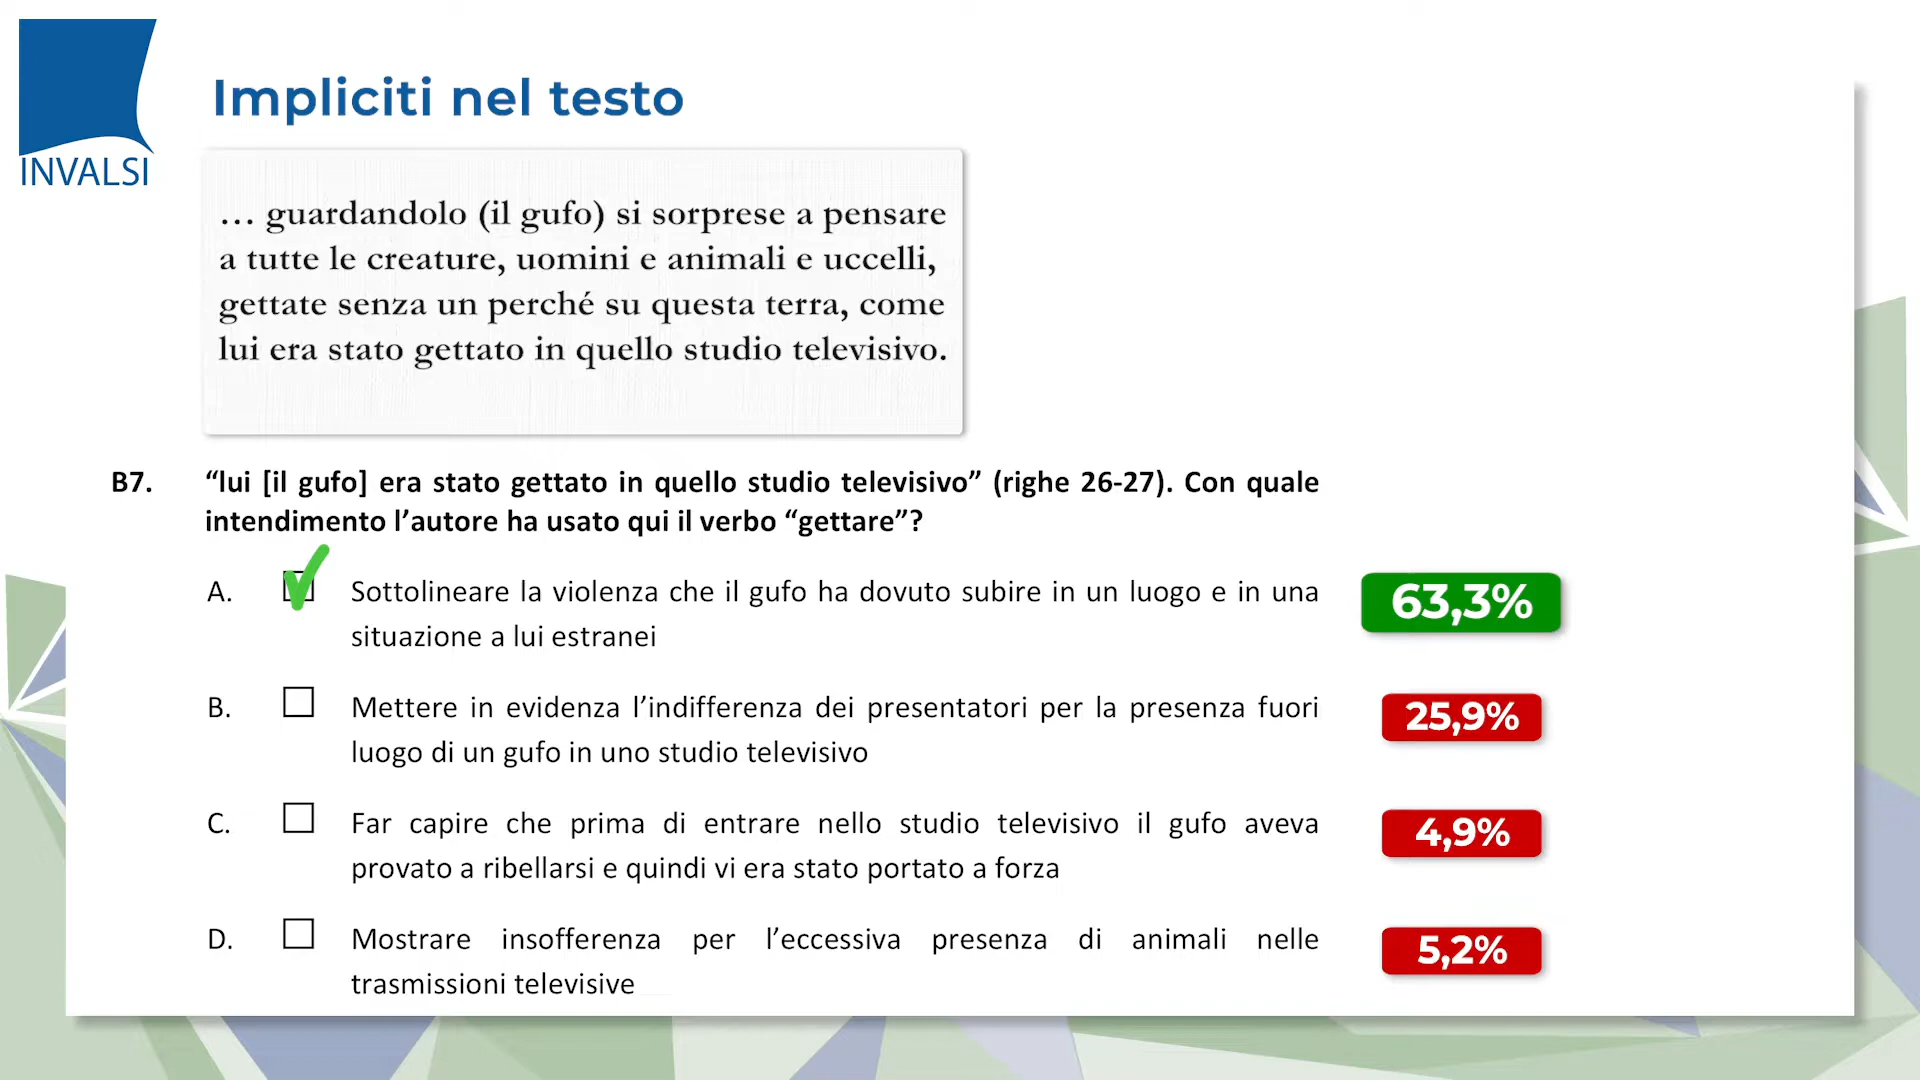 INVALSI
Impliciti nel testo
… guardandolo (il gufo) si sorprese a pensare
a tutte le creature, uomini e animali e uccelli,
gettate senza un perché su questa terra, come
lui era stato gettato in quello studio televisivo.
B7. “lui [il gufo] era stato gettato in quello studio televisivo” (righe 26-27). Con quale
intendimento l’autore ha usato qui il verbo “gettare”?
A. Sottolineare la violenza che il gufo ha dovuto subire in un luogo e in una 63,3%
situazione a lui estranei
B. Mettere in evidenza l’indifferenza dei presentatori per la presenza fuori 25,9%
luogo di un gufo in uno studio televisivo
C. Far capire che prima di entrare nello studio televisivo il gufo aveva 4,9%
provato a ribellarsi e quindi vi era stato portato a forza
D. Mostrare insofferenza per l’eccessiva presenza di animali nelle 5,2%
trasmissioni televisive